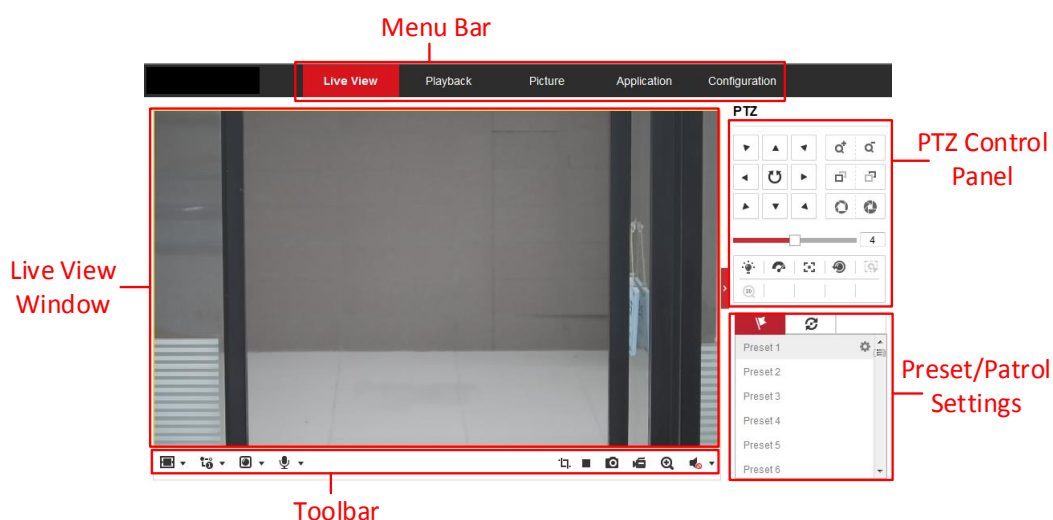 Menu Bar
Live View
Playback
Picture
Application
Configuration
PTZ
PTZ Control
Panel
4
3D
Live View
Window
Preset 1
Preset 2
Preset 3
Preset 4
Preset 5
Preset 6
Preset/Patrol
Settings
Toolbar